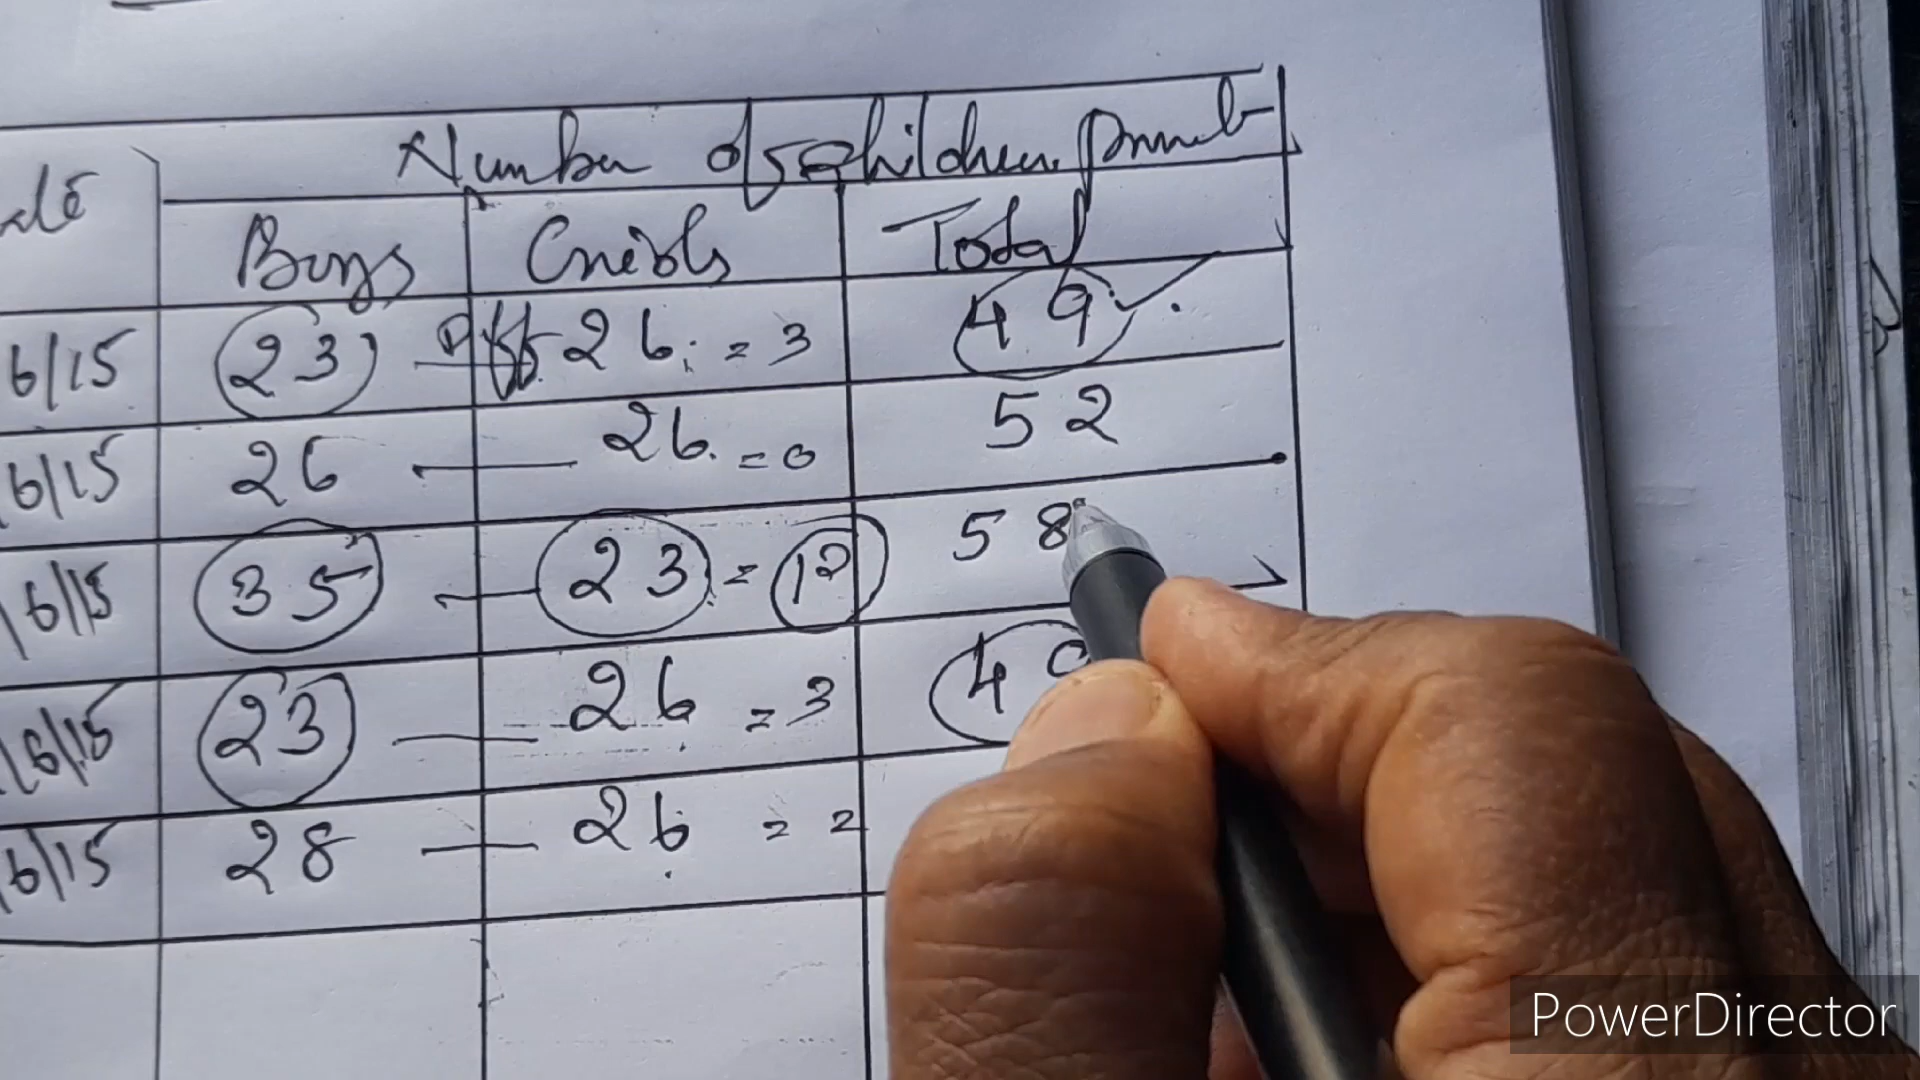 Number of children present
Boys Girls Total
6/15 23 Diff 26 = 3 49
6/15 26 26 = 0 52
6/15 35 23 = 12 58
6/15 23 26 = 3 4
6/15 28 26 = 2
PowerDirector